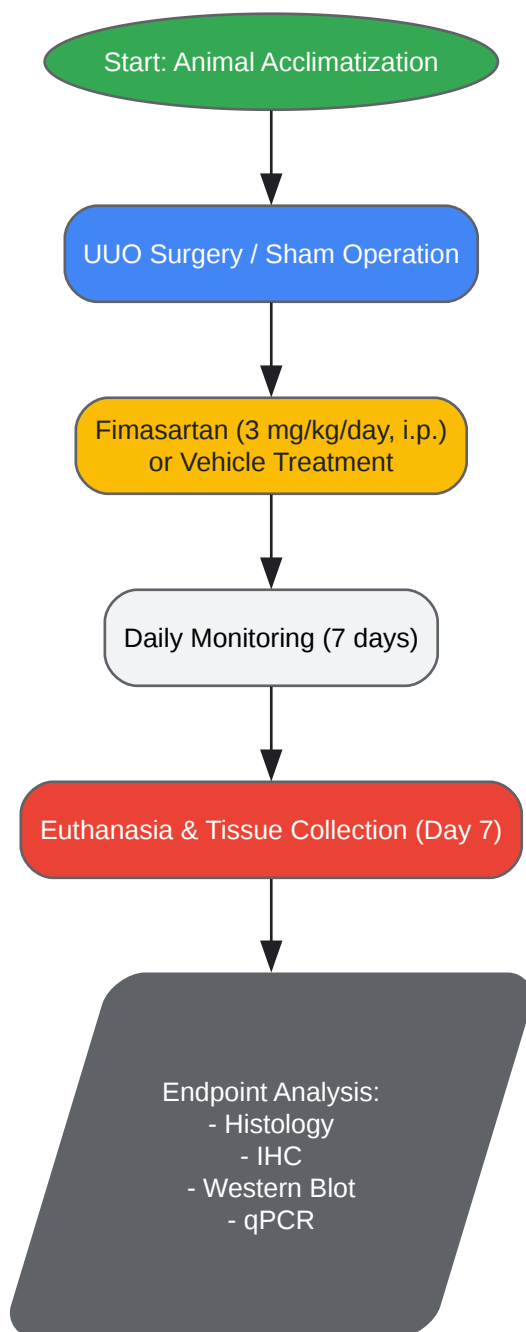 Start: Animal Acclimatization
UUO Surgery / Sham Operation
Fimasartan (3 mg/kg/day, i.p.)
or Vehicle Treatment
Daily Monitoring (7 days)
Euthanasia & Tissue Collection (Day 7)
Endpoint Analysis:
- Histology
- IHC
- Western Blot
- qPCR